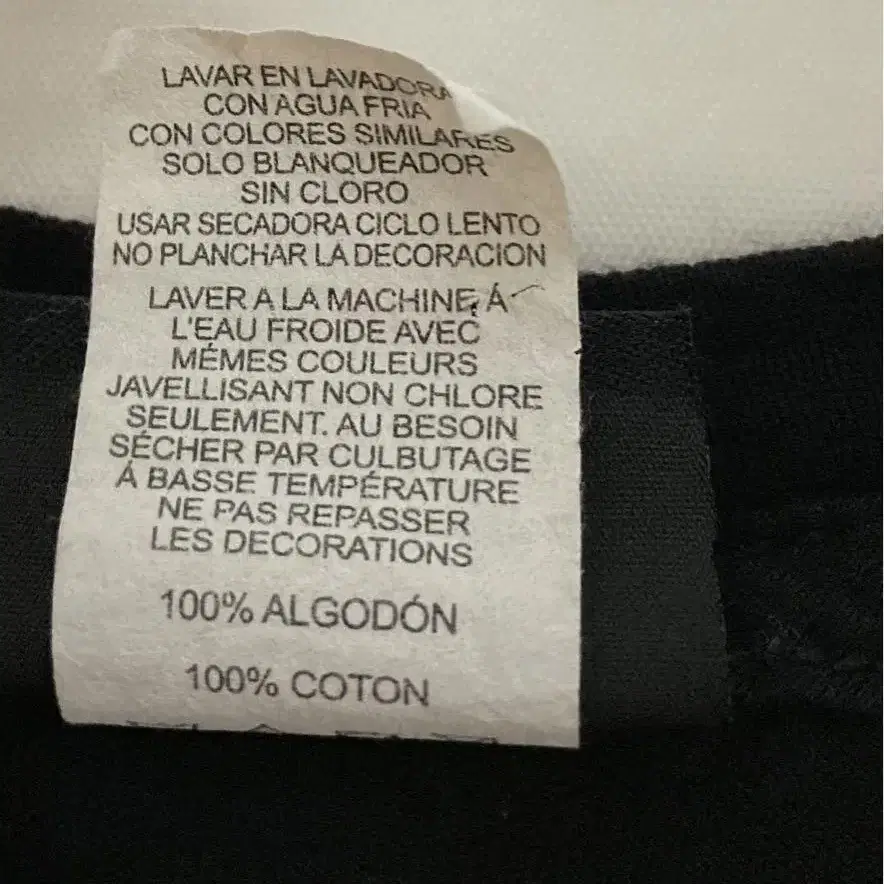 LAVAR EN LAVADORA
CON AGUA FRIA
CON COLORES SIMILARES
SOLO BLANQUEADOR
SIN CLORO
USAR SECADORA CICLO LENTO
NO PLANCHAR LA DECORACION
LAVER A LA MACHINE Á
L'EAU FROIDE AVEC
MÉMES COULEURS
JAVELLISANT NON CHLORE
SEULEMENT. AU BESOIN
SÉCHER PAR CULBUTAGE
Á BASSE TEMPÉRATURE
NE PAS REPASSER
LES DECORATIONS
100% ALGODÓN
100% COTON